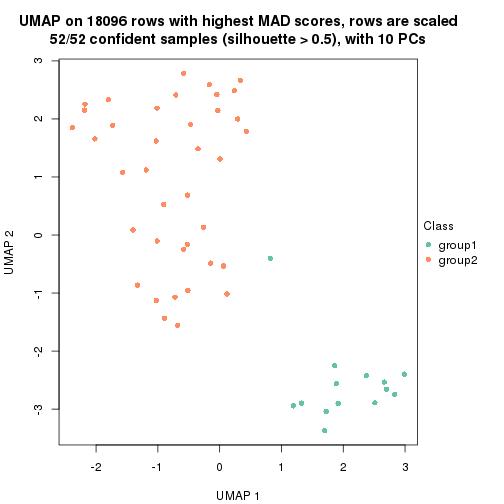 UMAP on 18096 rows with highest MAD scores, rows are scaled
52/52 confident samples (silhouette > 0.5), with 10 PCs
3
2
1
0
-1
-2
-3
UMAP 2
-2
-1
0
1
2
3
UMAP 1
Class
group1
group2